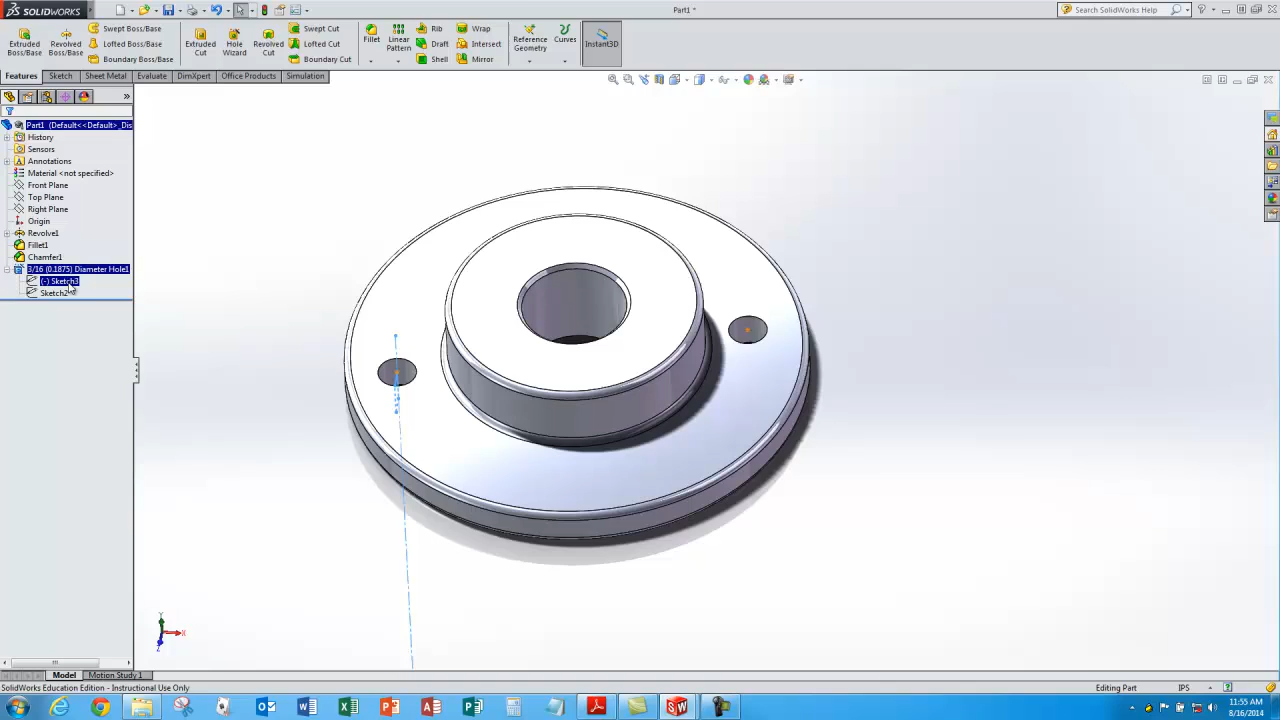 SOLIDWORKS
Part1 *
Search SolidWorks Help
Extruded Boss/Base
Revolved Boss/Base
Swept Boss/Base
Lofted Boss/Base
Boundary Boss/Base
Extruded Cut
Hole Wizard
Revolved Cut
Swept Cut
Lofted Cut
Boundary Cut
Fillet
Linear Pattern
Rib
Draft
Shell
Wrap
Intersect
Mirror
Reference Geometry
Curves
Instant3D
Features Sketch Sheet Metal Evaluate DimXpert Office Products Simulation
Part1 (Default<<Default>_Dis
History
Sensors
Annotations
Material <not specified>
Front Plane
Top Plane
Right Plane
Origin
Revolve1
Fillet1
Chamfer1
3/16 (0.1875) Diameter Hole1
(-) Sketch3
Sketch2
Y
X
Z
Model Motion Study 1
SolidWorks Education Edition - Instructional Use Only
Editing Part IPS
11:55 AM
8/16/2014